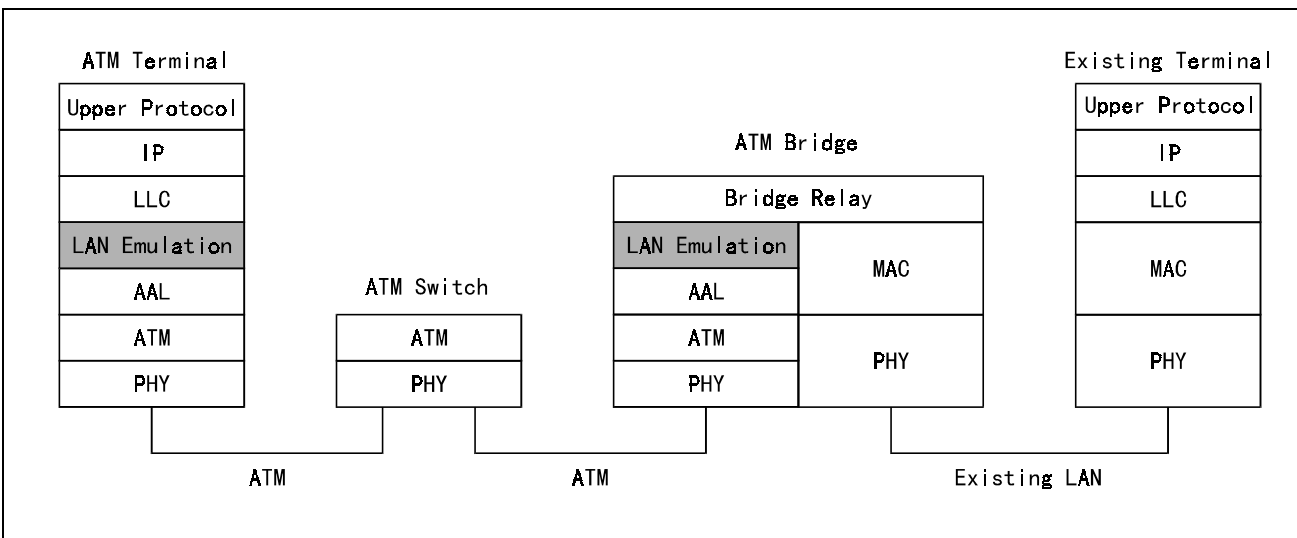 ATM Terminal
Upper Protocol
IP
LLC
LAN Emulation
AAL
ATM
PHY
ATM Switch
ATM
PHY
ATM Bridge
Bridge Relay
LAN Emulation
AAL
ATM
PHY
MAC
PHY
Existing Terminal
Upper Protocol
IP
LLC
MAC
PHY
ATM
ATM
Existing LAN